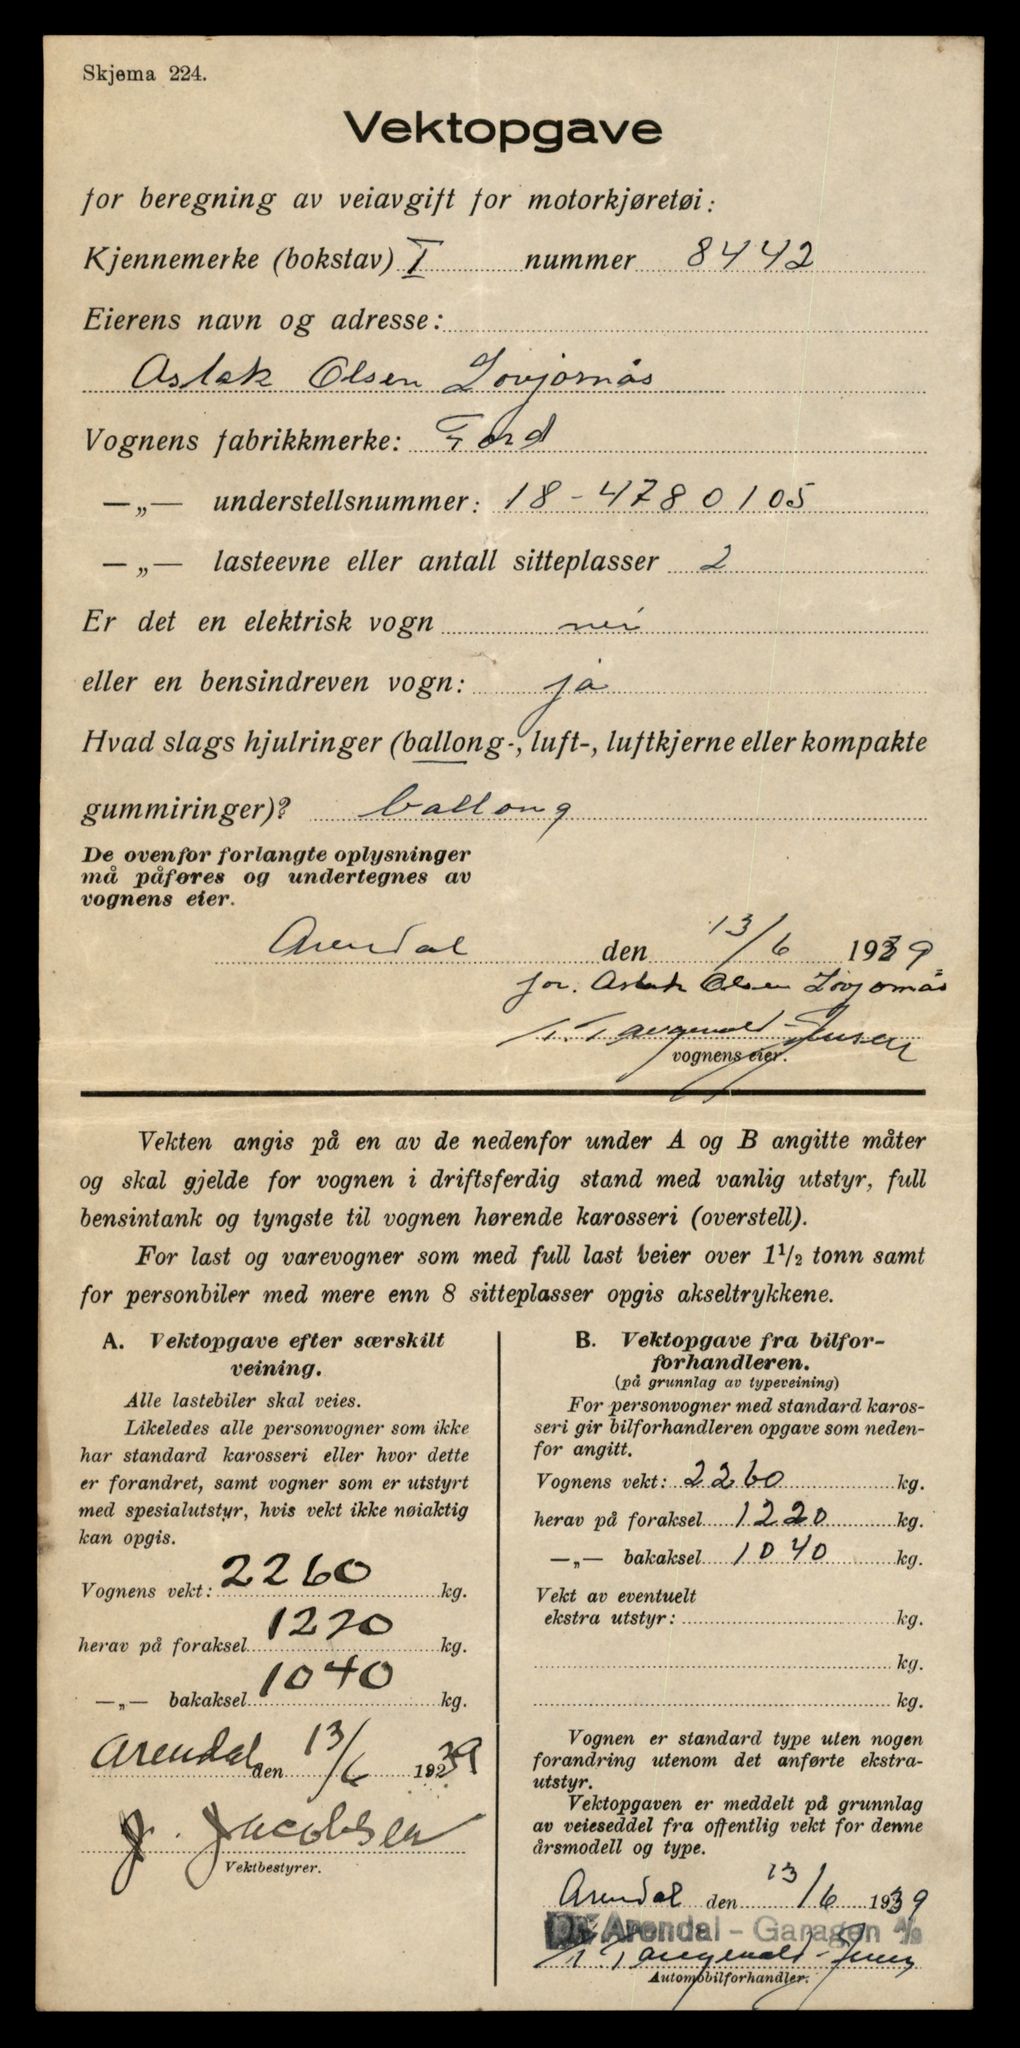 Skjema 224.
Vektopgave
for beregning av veiavgift for motorkjøretøi:
Kjennemerke (bokstav) I nummer 8442
Eierens navn og adresse:
Aslak Olsen Lovjornås
Vognens fabrikkmerke: Ford
—„— understellsnummer: 18-4780105
—„— lasteevne eller antall sitteplasser 2
Er det en elektrisk vogn nei
eller en bensindreven vogn: ja
Hvad slags hjulringer (ballong-, luft-, luftkjerne eller kompakte
gummiringer)? ballong
De ovenfor forlangte oplysninger
må påføres og undertegnes av
vognens eier.
Arendal den 13/6 1939
for. Aslak Olsen Lovjornås
Jensen
vognens eier.
Vekten angis på en av de nedenfor under A og B angitte måter
og skal gjelde for vognen i driftsferdig stand med vanlig utstyr, full
bensintank og tyngste til vognen hørende karosseri (overstell).
For last og varevogner som med full last veier over 1 1/2 tonn samt
for personbiler med mere enn 8 sitteplasser opgis akseltrykkene.
A. Vektopgave efter særskilt
veining.
Alle lastebiler skal veies.
Likeledes alle personvogner som ikke
har standard karosseri eller hvor dette
er forandret, samt vogner som er utstyrt
med spesialutstyr, hvis vekt ikke nøiaktig
kan opgis.
Vognens vekt: 2260 kg.
herav på foraksel 1220 kg.
—„— bakaksel 1040 kg.
Arendal den 13/6 1939
J. Jacobsen
Vektbestyrer.
B. Vektopgave fra bilfor-
forhandleren.
(på grunnlag av typeveining)
For personvogner med standard karos-
seri gir bilforhandleren opgave som neden-
for angitt.
Vognens vekt: 2260 kg.
herav på foraksel 1220 kg.
—„— bakaksel 1040 kg.
Vekt av eventuelt
ekstra utstyr: kg.
kg.
kg.
Vognen er standard type uten nogen
forandring utenom det anførte ekstra-
utstyr.
Vektopgaven er meddelt på grunnlag
av veieseddel fra offentlig vekt for denne
årsmodell og type.
Arendal den 13/6 1939
Arendal-Garagen A/S
Automobilforhandler.